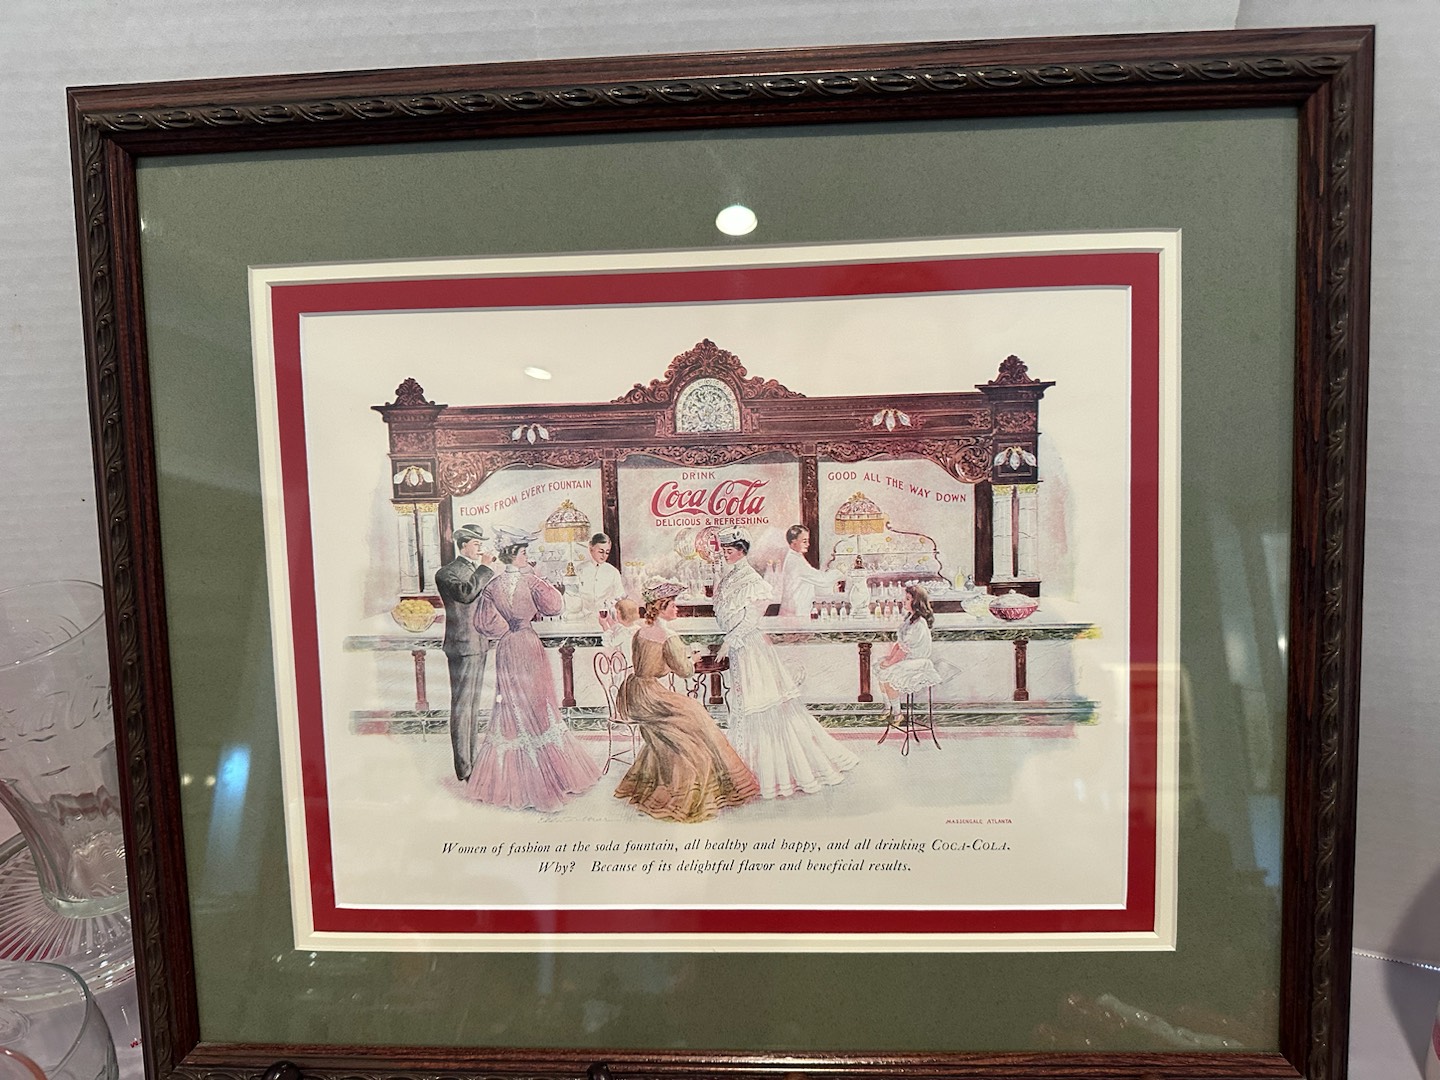 FLOWS FROM EVERY FOUNTAIN
DRINK
Coca Cola
DELICIOUS & REFRESHING
GOOD ALL THE WAY DOWN
MASSENGALE ATLANTA
Women of fashion at the soda fountain, all healthy and happy, and all drinking COCA-COLA.
Why? Because of its delightful flavor and beneficial results.